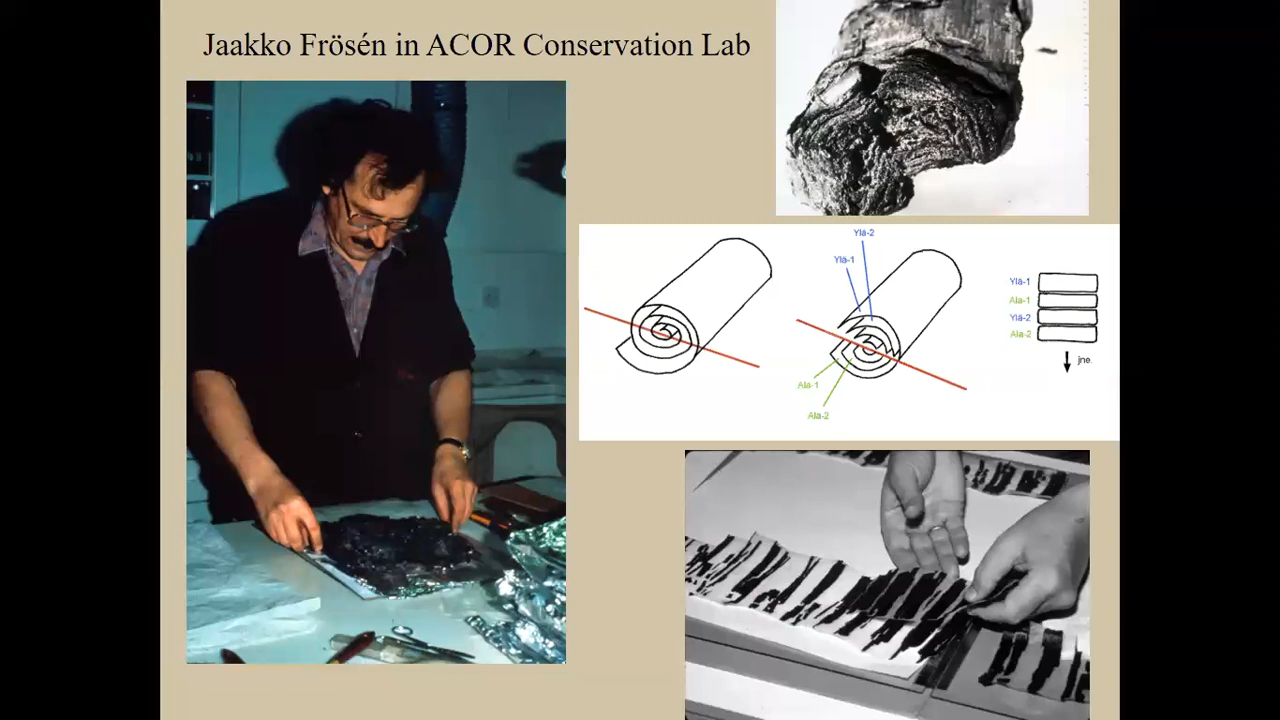 Jaakko Frösén in ACOR Conservation Lab
Ylä-2
Ylä-1
Ala-1
Ala-2
Ylä-1
Ala-1
Ylä-2
Ala-2
jne.